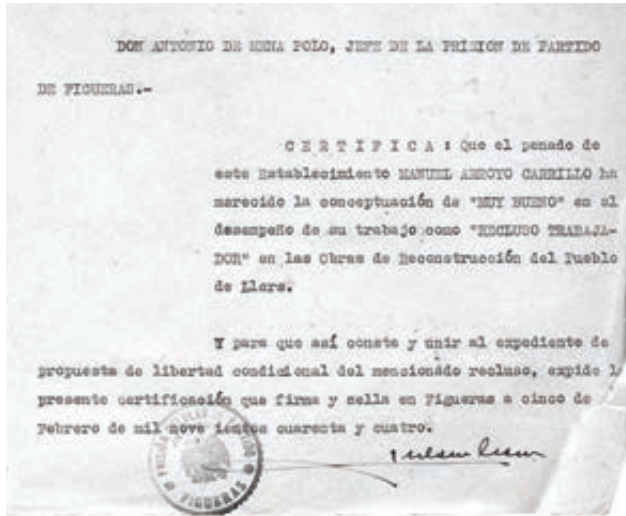 DON ANTONIO DE MENA POLO, JEFE DE LA PRISION DE PARTIDO
DE FIGUERAS.-
C E R T I F I C A : Que el penado de
este Establecimiento MANUEL ARROYO CARRILLO ha
merecido la conceptuación de "MUY BUENO" en el
desempeño de su trabajo como "RECLUSO TRABAJA-
DOR" en las Obras de Reconstrucción del Pueblo
de Llers.
Y para que así conste y unir al expediente de
propuesta de libertad condicional del mencionado recluso, expido l
presente certificación que firma y sella en Figueras a cinco de
Febrero de mil nove ientos cuarenta y cuatro.
FIGUERAS